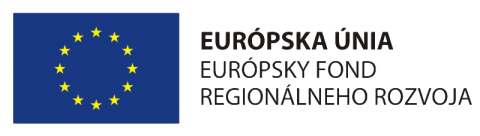 EURÓPSKA ÚNIA
EURÓPSKY FOND
REGIONÁLNEHO ROZVOJA